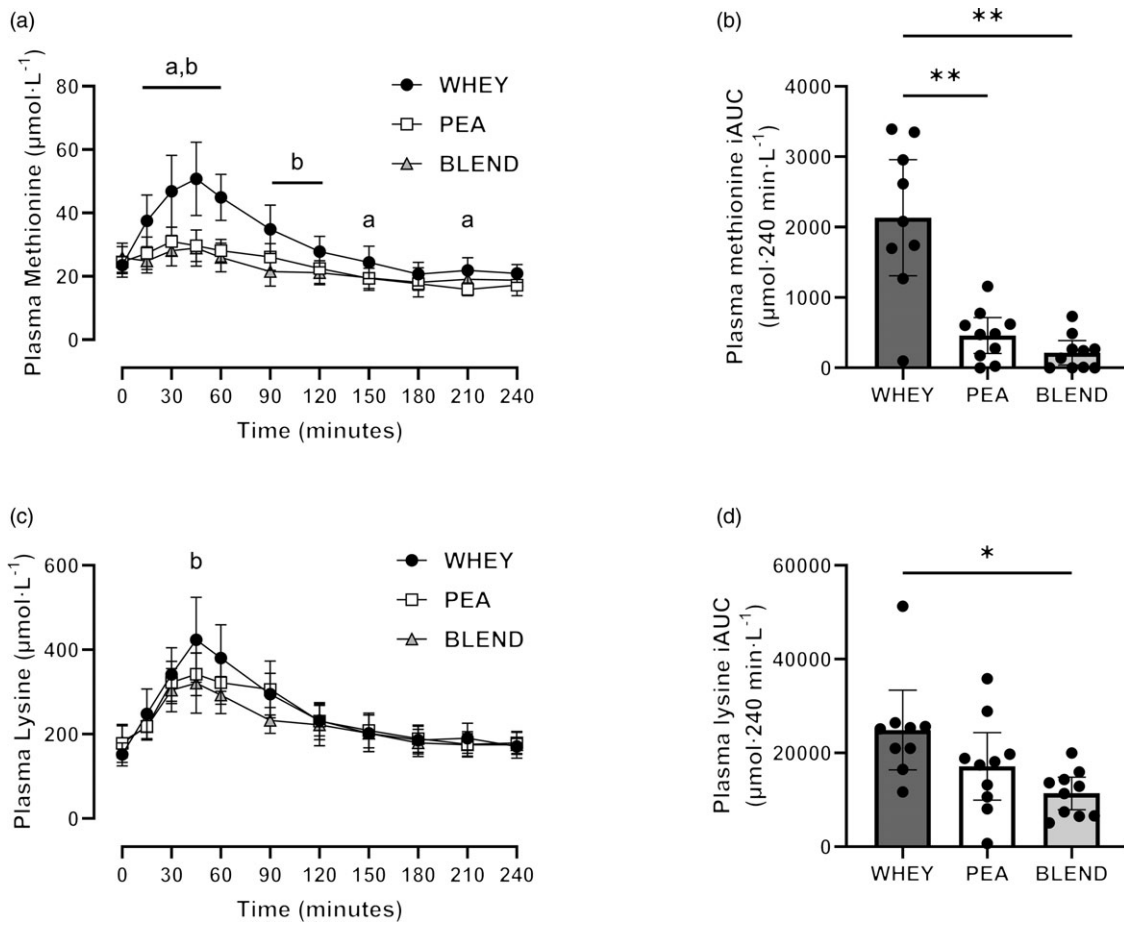 (a)
a,b
b
a
a
WHEY
PEA
BLEND
Plasma Methionine (µmol·L⁻¹)
80
60
40
20
0
0 30 60 90 120 150 180 210 240
Time (minutes)
(b)
**
**
Plasma methionine iAUC
(µmol·240 min·L⁻¹)
4000
3000
2000
1000
0
WHEY PEA BLEND
(c)
b
WHEY
PEA
BLEND
Plasma Lysine (µmol·L⁻¹)
600
400
200
0
0 30 60 90 120 150 180 210 240
Time (minutes)
(d)
*
Plasma lysine iAUC
(µmol·240 min·L⁻¹)
60000
40000
20000
0
WHEY PEA BLEND